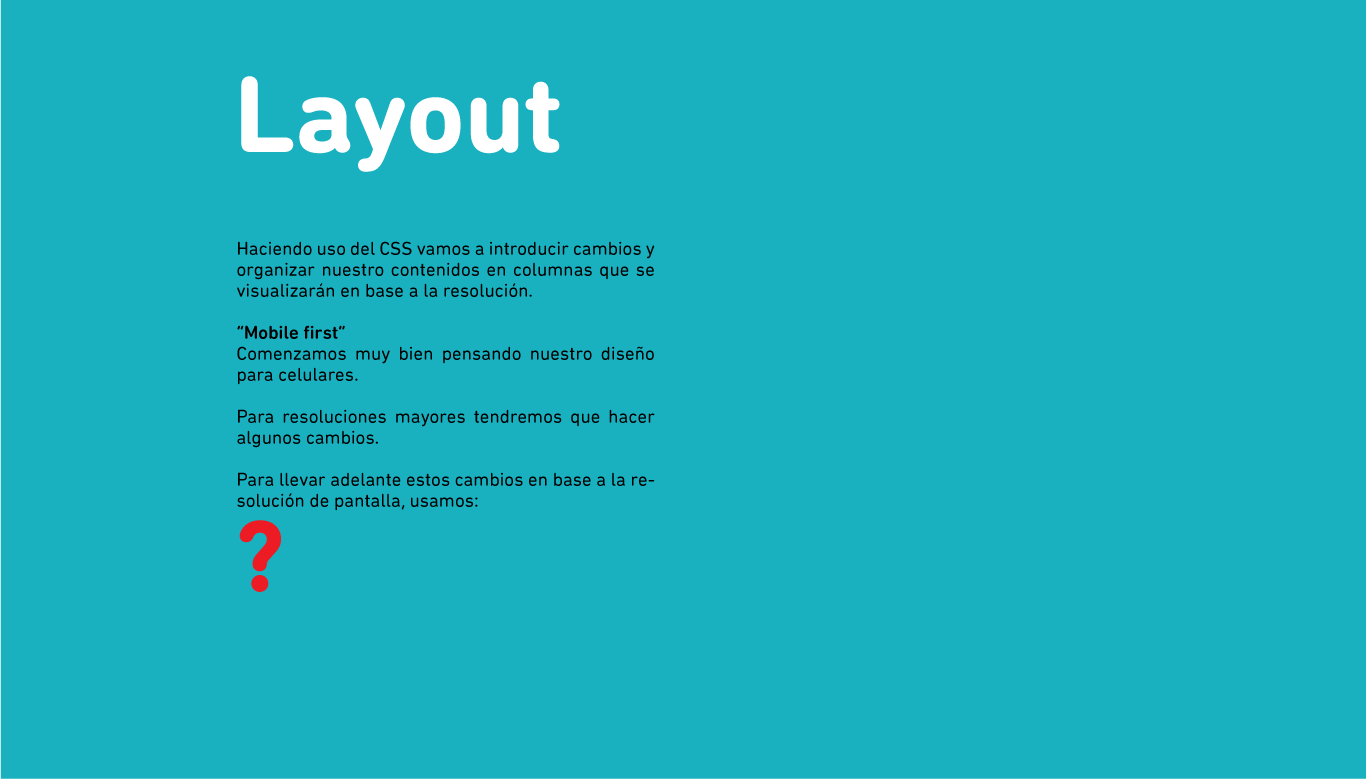 Layout
Haciendo uso del CSS vamos a introducir cambios y
organizar nuestro contenidos en columnas que se
visualizarán en base a la resolución.
”Mobile first”
Comenzamos muy bien pensando nuestro diseño
para celulares.
Para resoluciones mayores tendremos que hacer
algunos cambios.
Para llevar adelante estos cambios en base a la re-
solución de pantalla, usamos:
?